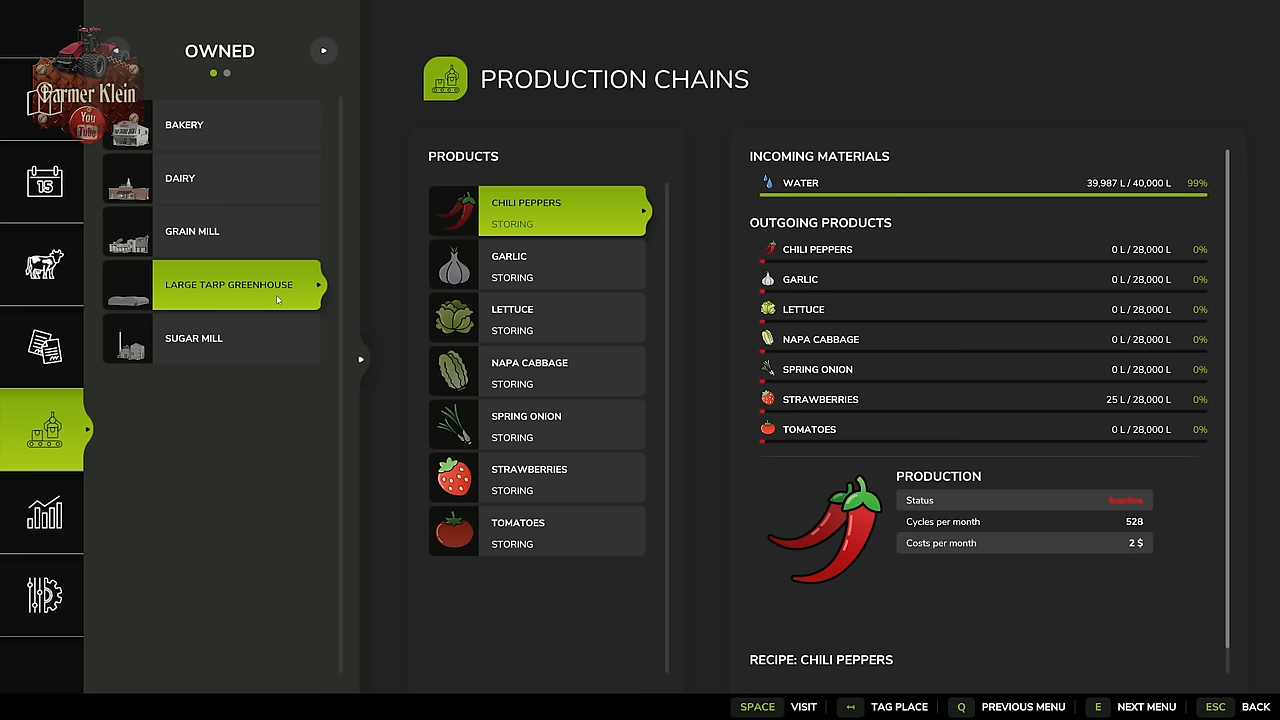 OWNED
Farmer Klein
You
Tube
15
BAKERY
DAIRY
GRAIN MILL
LARGE TARP GREENHOUSE
SUGAR MILL
PRODUCTION CHAINS
PRODUCTS
CHILI PEPPERS
STORING
GARLIC
STORING
LETTUCE
STORING
NAPA CABBAGE
STORING
SPRING ONION
STORING
STRAWBERRIES
STORING
TOMATOES
STORING
INCOMING MATERIALS
WATER 39,987 L / 40,000 L 99%
OUTGOING PRODUCTS
CHILI PEPPERS 0 L / 28,000 L 0%
GARLIC 0 L / 28,000 L 0%
LETTUCE 0 L / 28,000 L 0%
NAPA CABBAGE 0 L / 28,000 L 0%
SPRING ONION 0 L / 28,000 L 0%
STRAWBERRIES 25 L / 28,000 L 0%
TOMATOES 0 L / 28,000 L 0%
PRODUCTION
Status Inactive
Cycles per month 528
Costs per month 2 $
RECIPE: CHILI PEPPERS
SPACE VISIT ↤ TAG PLACE Q PREVIOUS MENU E NEXT MENU ESC BACK